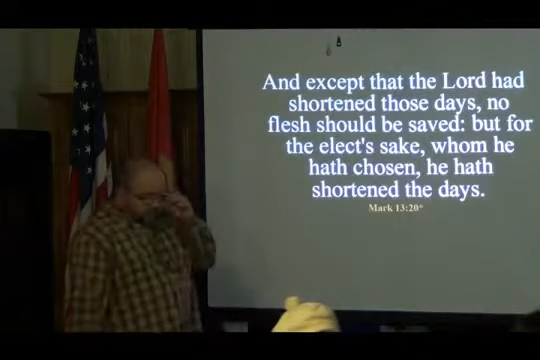 And except that the Lord had
shortened those days, no
flesh should be saved: but for
the elect's sake, whom he
hath chosen, he hath
shortened the days.
Mark 13:20*